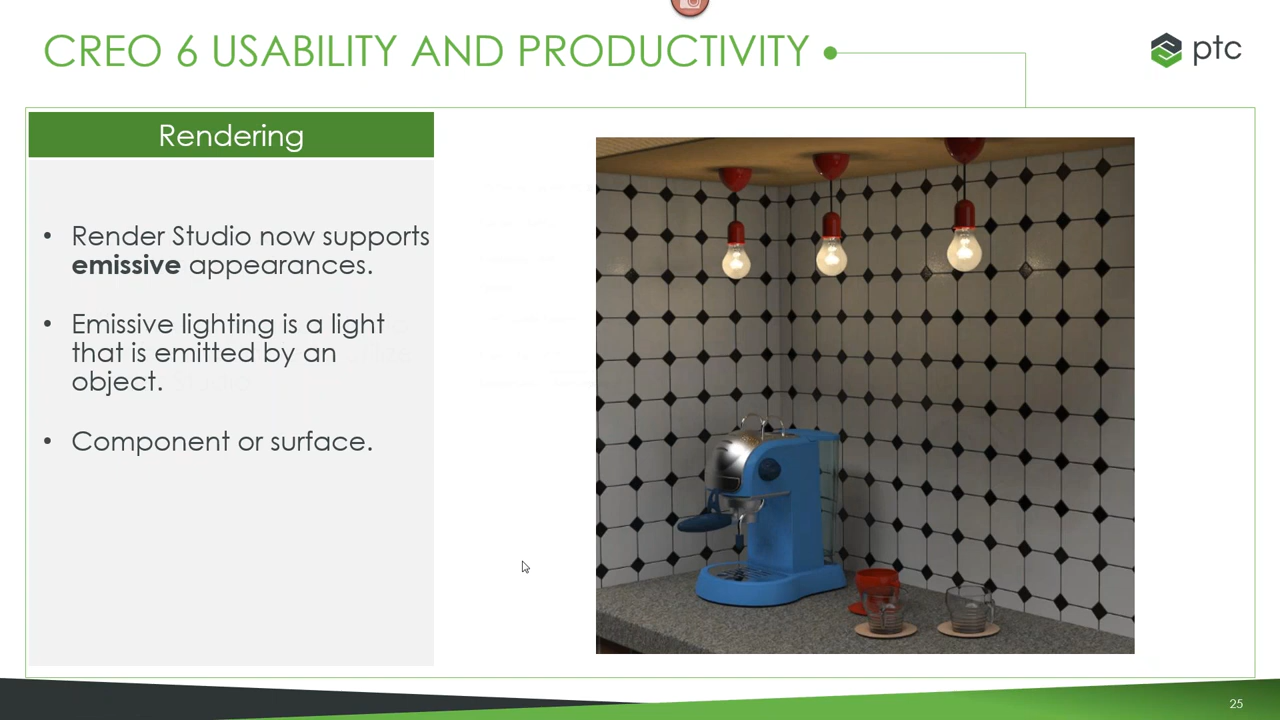 CREO 6 USABILITY AND PRODUCTIVITY
ptc
Rendering
• Render Studio now supports
emissive appearances.
• Emissive lighting is a light
that is emitted by an
object.
• Component or surface.
25